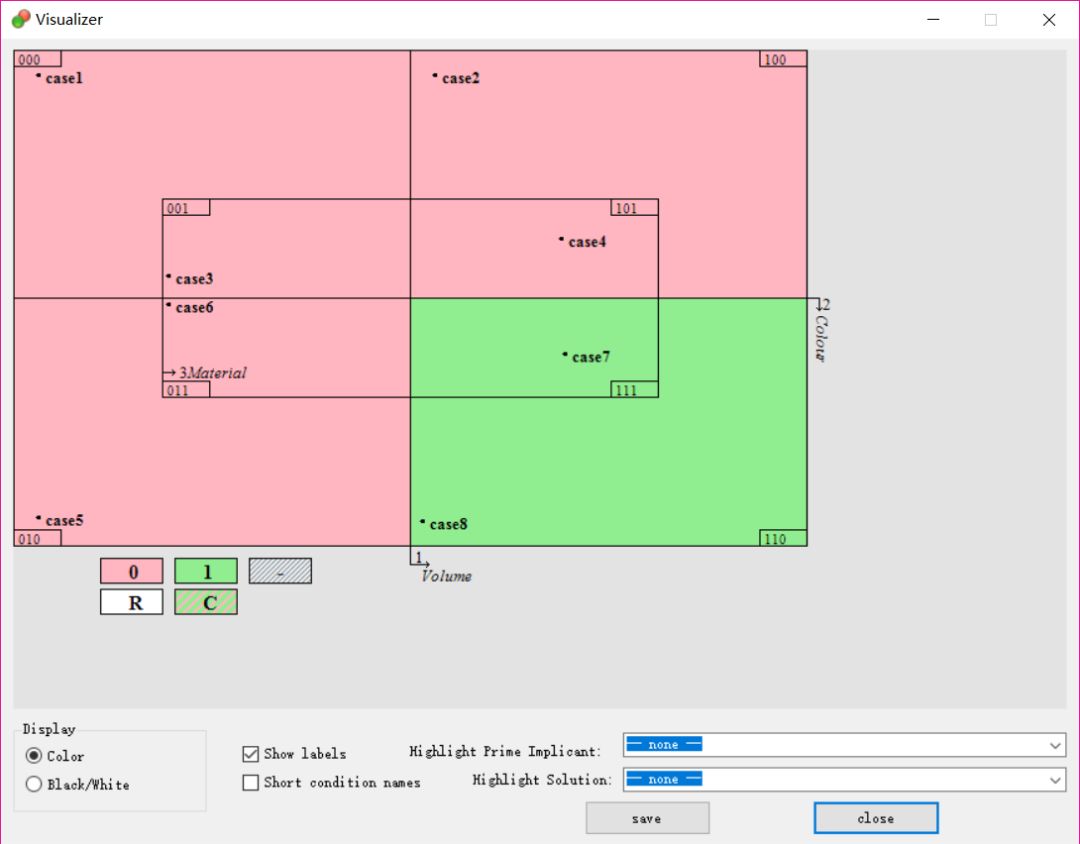 Visualizer
000
100
case1
case2
001
101
case4
case3
case6
2
Colour
case7
3Material
011
111
case5
case8
010
110
1
Volume
0
1
-
R
C
Display
Color
Black/White
Show labels
Short condition names
Highlight Prime Implicant:
— none —
Highlight Solution:
— none —
save
close